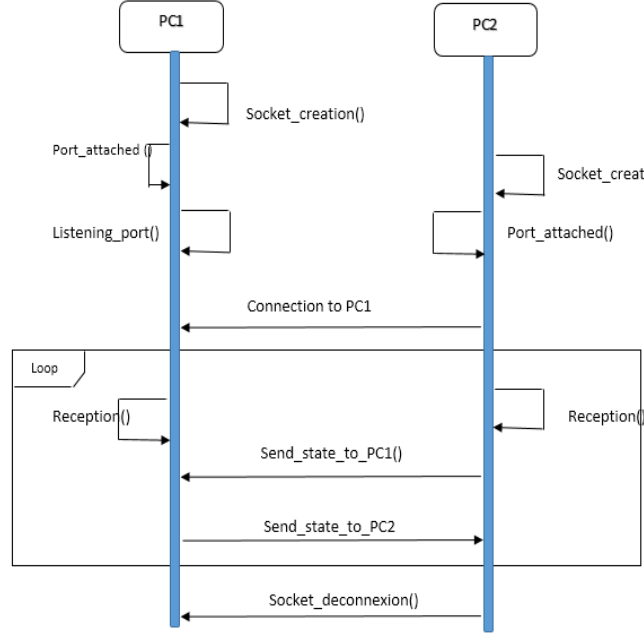 PC1
PC2
Socket_creation()
Port_attached ()
Socket_creat
Listening_port()
Port_attached()
Connection to PC1
Loop
Reception()
Reception()
Send_state_to_PC1()
Send_state_to_PC2
Socket_deconnexion()